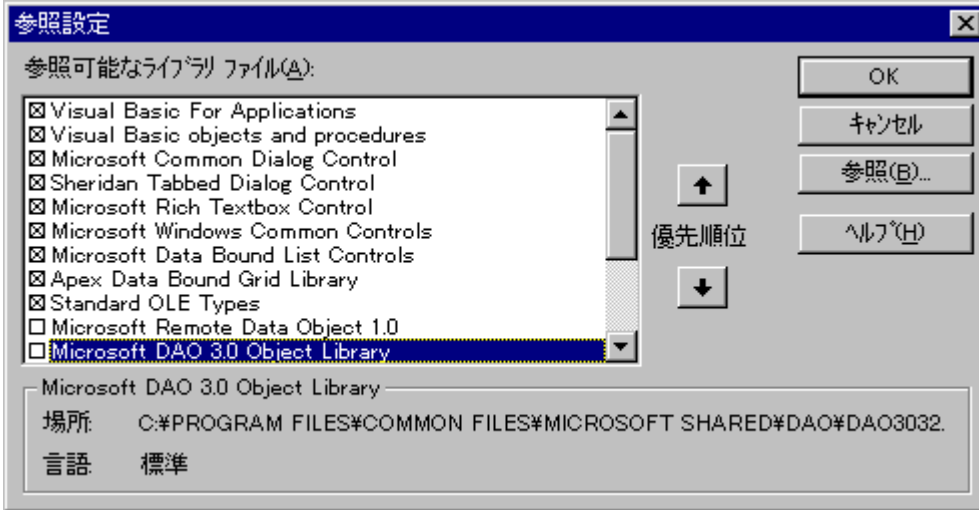 参照設定
参照可能なﾗｲﾌﾞﾗﾘ ﾌｧｲﾙ(A):
Visual Basic For Applications
Visual Basic objects and procedures
Microsoft Common Dialog Control
Sheridan Tabbed Dialog Control
Microsoft Rich Textbox Control
Microsoft Windows Common Controls
Microsoft Data Bound List Controls
Apex Data Bound Grid Library
Standard OLE Types
Microsoft Remote Data Object 1.0
Microsoft DAO 3.0 Object Library
優先順位
OK
ｷｬﾝｾﾙ
参照(B)...
ﾍﾙﾌﾟ(H)
Microsoft DAO 3.0 Object Library
場所: C:¥PROGRAM FILES¥COMMON FILES¥MICROSOFT SHARED¥DAO¥DAO3032.
言語: 標準